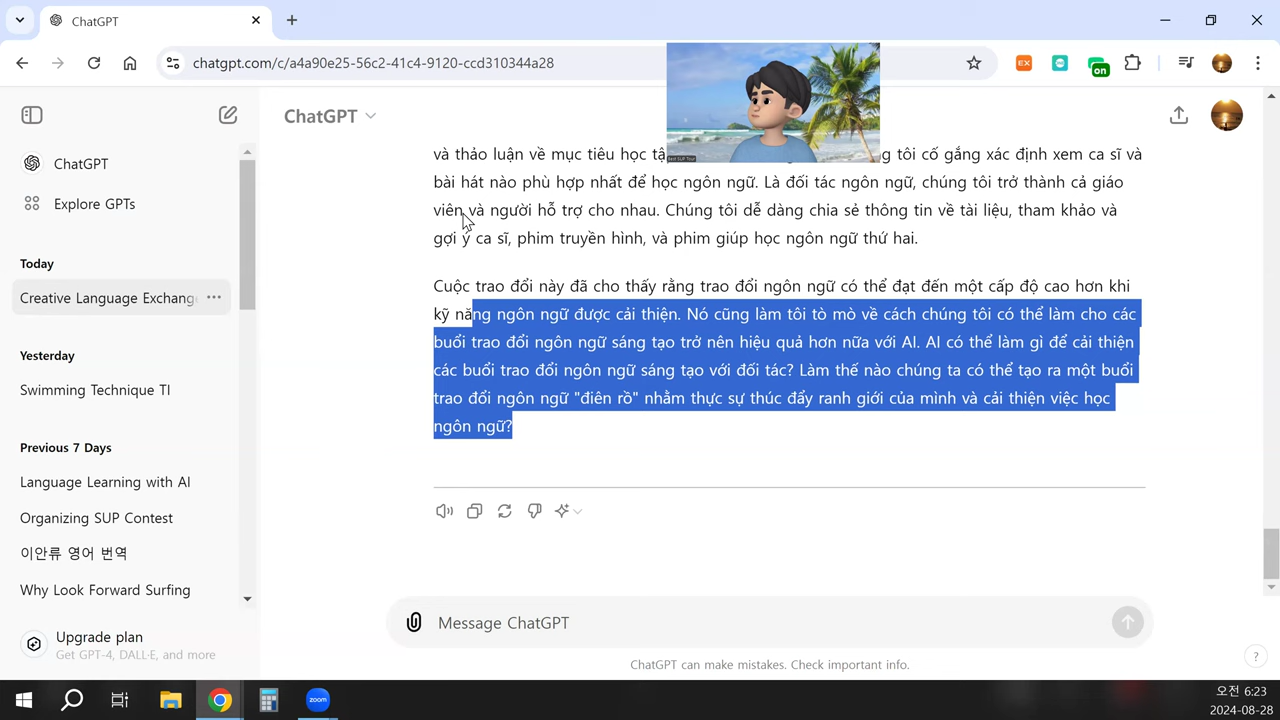 ChatGPT
chatgpt.com/c/a4a90e25-56c2-41c4-9120-ccd310344a28
EX
on
ChatGPT
ChatGPT
Explore GPTs
Today
Creative Language Exchange
Yesterday
Swimming Technique TI
Previous 7 Days
Language Learning with AI
Organizing SUP Contest
이안류 영어 번역
Why Look Forward Surfing
Upgrade plan
Get GPT-4, DALL·E, and more
và thảo luận về mục tiêu học tậ tôi cố gắng xác định xem ca sĩ và
bài hát nào phù hợp nhất để học ngôn ngữ. Là đối tác ngôn ngữ, chúng tôi trở thành cả giáo
viên và người hỗ trợ cho nhau. Chúng tôi dễ dàng chia sẻ thông tin về tài liệu, tham khảo và
gợi ý ca sĩ, phim truyền hình, và phim giúp học ngôn ngữ thứ hai.
Cuộc trao đổi này đã cho thấy rằng trao đổi ngôn ngữ có thể đạt đến một cấp độ cao hơn khi
kỹ năng ngôn ngữ được cải thiện. Nó cũng làm tôi tò mò về cách chúng tôi có thể làm cho các
buổi trao đổi ngôn ngữ sáng tạo trở nên hiệu quả hơn nữa với AI. AI có thể làm gì để cải thiện
các buổi trao đổi ngôn ngữ sáng tạo với đối tác? Làm thế nào chúng ta có thể tạo ra một buổi
trao đổi ngôn ngữ "điên rồ" nhằm thực sự thúc đẩy ranh giới của mình và cải thiện việc học
ngôn ngữ?
Message ChatGPT
ChatGPT can make mistakes. Check important info.
?
zoom
오전 6:23
2024-08-28